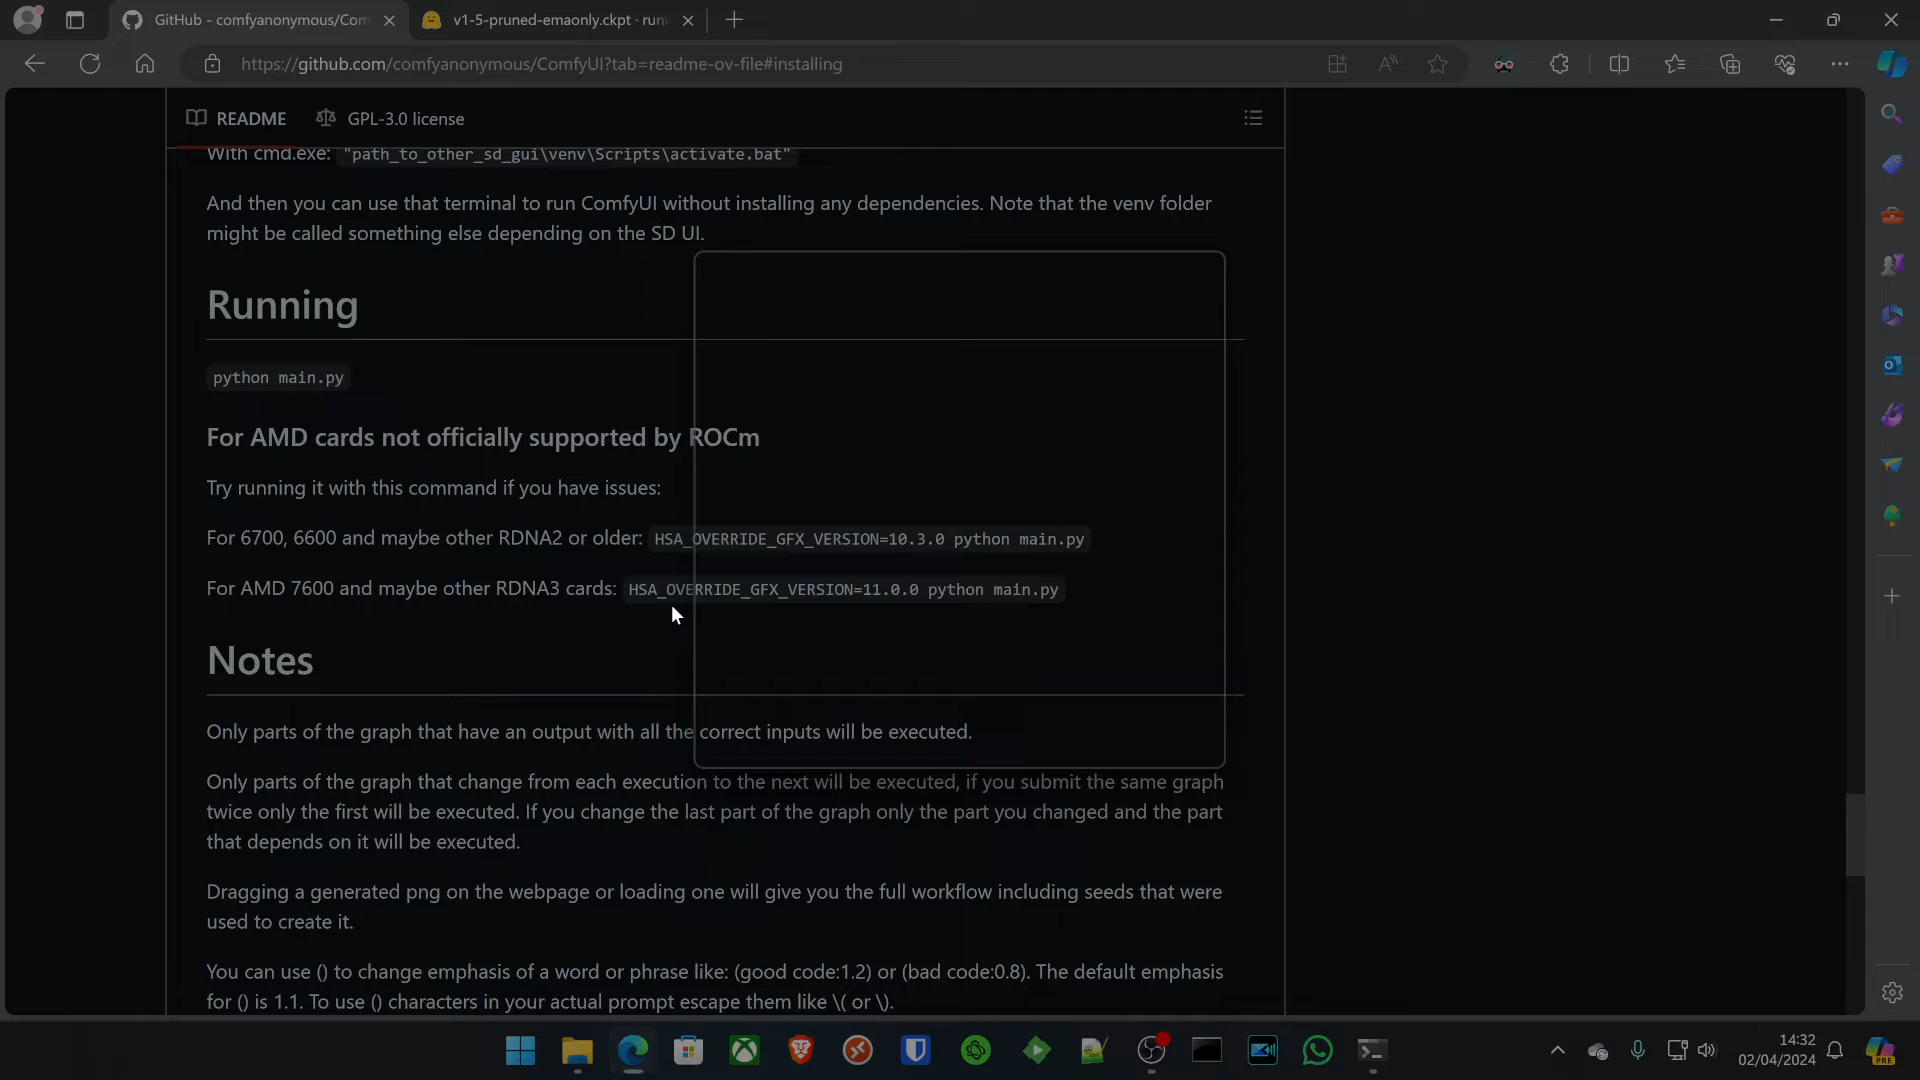 GitHub - comfyanonymous/Com
v1-5-pruned-emaonly.ckpt · runw
https://github.com/comfyanonymous/ComfyUI?tab=readme-ov-file#installing
README
GPL-3.0 license
With cmd.exe: "path_to_other_sd_gui\venv\Scripts\activate.bat"
And then you can use that terminal to run ComfyUI without installing any dependencies. Note that the venv folder
might be called something else depending on the SD UI.
Running
python main.py
For AMD cards not officially supported by ROCm
Try running it with this command if you have issues:
For 6700, 6600 and maybe other RDNA2 or older: HSA_OVERRIDE_GFX_VERSION=10.3.0 python main.py
For AMD 7600 and maybe other RDNA3 cards: HSA_OVERRIDE_GFX_VERSION=11.0.0 python main.py
Notes
Only parts of the graph that have an output with all the correct inputs will be executed.
Only parts of the graph that change from each execution to the next will be executed, if you submit the same graph
twice only the first will be executed. If you change the last part of the graph only the part you changed and the part
that depends on it will be executed.
Dragging a generated png on the webpage or loading one will give you the full workflow including seeds that were
used to create it.
You can use () to change emphasis of a word or phrase like: (good code:1.2) or (bad code:0.8). The default emphasis
for () is 1.1. To use () characters in your actual prompt escape them like \( or \).
14:32
02/04/2024
PRE